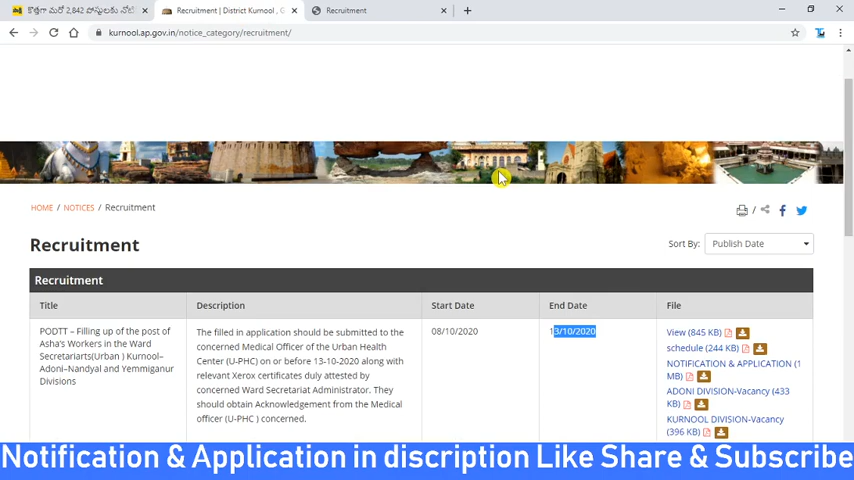 కొత్తగా మరో 2,842 పోస్టులకు నోటి
Recruitment | District Kurnool , G
Recruitment
kurnool.ap.gov.in/notice_category/recruitment/
HOME / NOTICES / Recruitment
Recruitment
Sort By: Publish Date
Recruitment
Title Description Start Date End Date File
PODTT – Filling up of the post of
Asha's Workers in the Ward
Secretariarts(Urban ) Kurnool–
Adoni–Nandyal and Yemmiganur
Divisions
The filled in application should be submitted to the
concerned Medical Officer of the Urban Health
Center (U-PHC) on or before 13-10-2020 along with
relevant Xerox certificates duly attested by
concerned Ward Secretariat Administrator. They
should obtain Acknowledgement from the Medical
officer (U-PHC ) concerned.
08/10/2020
13/10/2020
View (845 KB)
schedule (244 KB)
NOTIFICATION & APPLICATION (1
MB)
ADONI DIVISION-Vacancy (433
KB)
KURNOOL DIVISION-Vacancy
(396 KB)
Notification & Application in discription Like Share & Subscribe